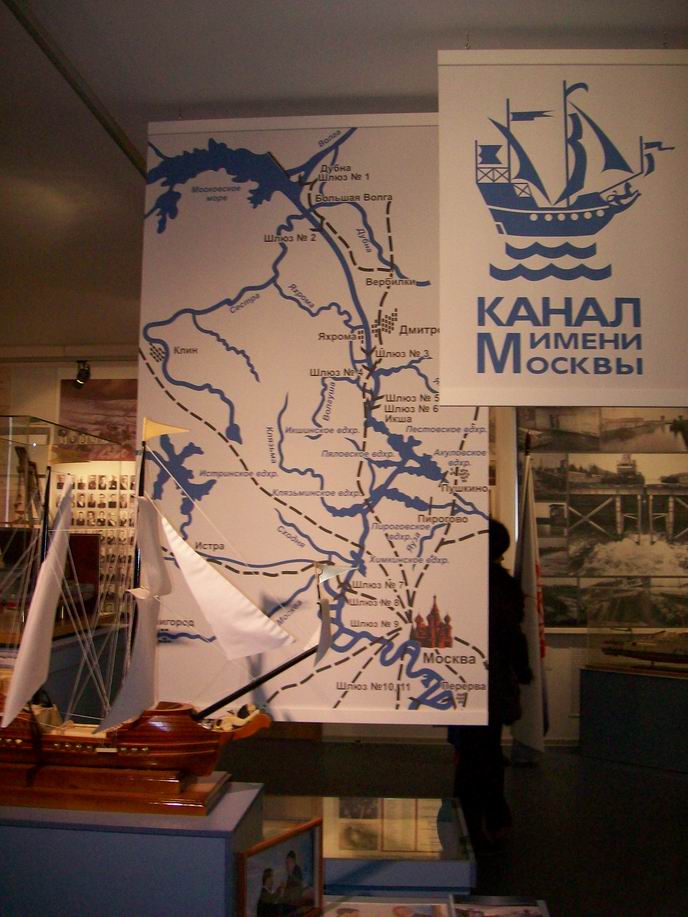 КАНАЛ
ИМЕНИ
МОСКВЫ
Волга
Дубна
Шлюз № 1
Московское
море
Большая Волга
Шлюз № 2
Дубна
Вербилки
Сестра
Яхрома
Яхрома
Дмитро
Клин
Шлюз № 3
Шлюз № 4
Волгуша
Шлюз № 5
Шлюз № 6
Икша
Клязьма
Икшинское вдхр.
Пестовское вдхр.
Пяловское вдхр.
Акуловское
вдхр.
Истринское вдхр.
Клязьминское вдхр.
Пушкино
Пирогово
Сходня
Пироговское
вдхр.
Яуза
Истра
Химкинское вдхр.
Шлюз № 7
Шлюз № 8
Москва
Шлюз № 9
нигород
Москва
Шлюз №10, 11
Перерва